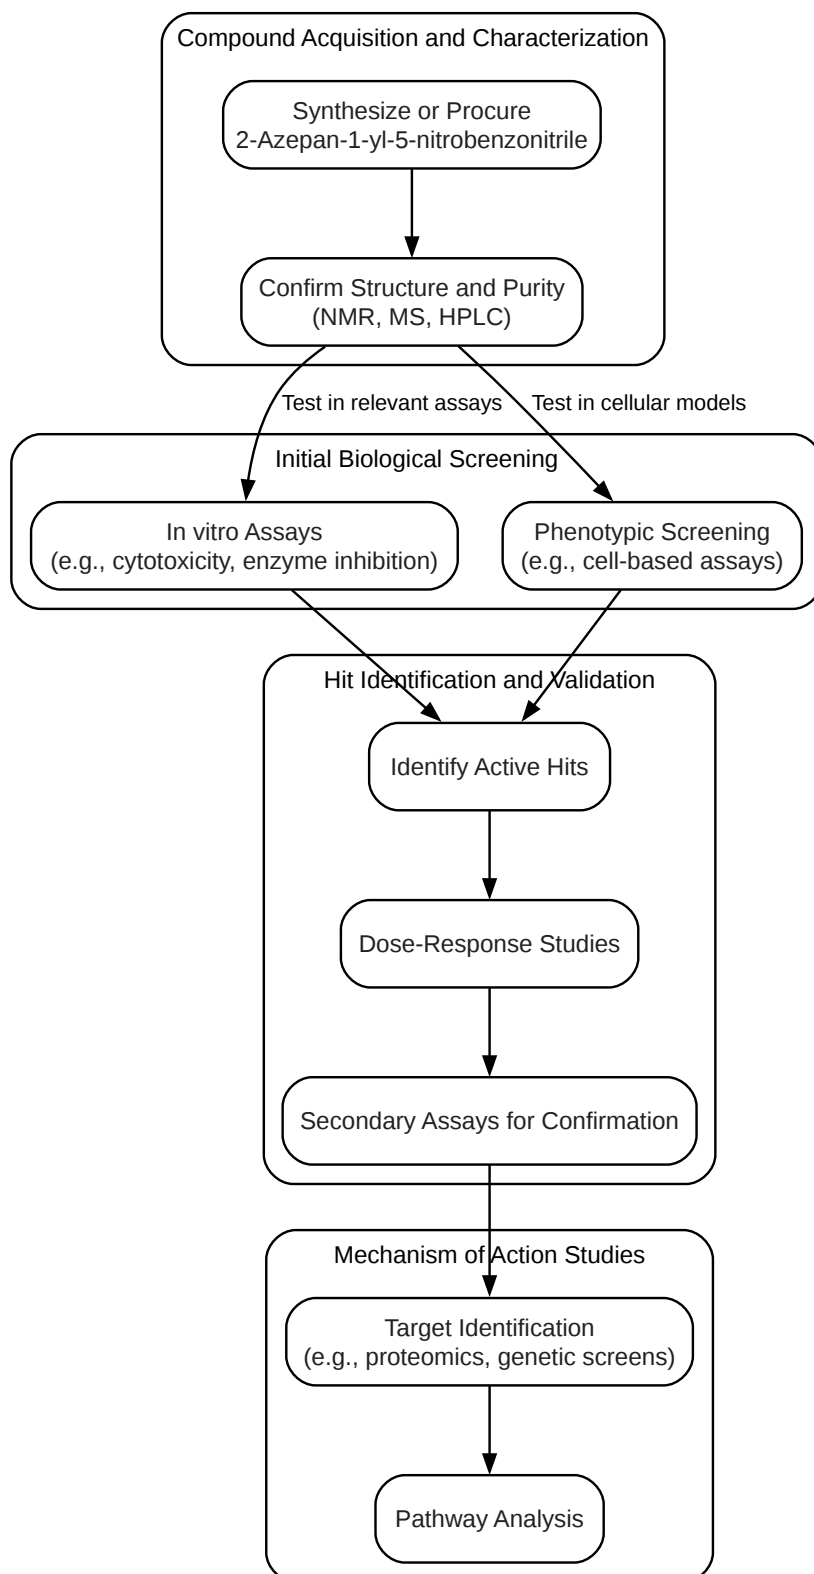 Compound Acquisition and Characterization
Synthesize or Procure
2-Azepan-1-yl-5-nitrobenzonitrile
Confirm Structure and Purity
(NMR, MS, HPLC)
Test in relevant assays
Test in cellular models
Initial Biological Screening
In vitro Assays
(e.g., cytotoxicity, enzyme inhibition)
Phenotypic Screening
(e.g., cell-based assays)
Hit Identification and Validation
Identify Active Hits
Dose-Response Studies
Secondary Assays for Confirmation
Mechanism of Action Studies
Target Identification
(e.g., proteomics, genetic screens)
Pathway Analysis